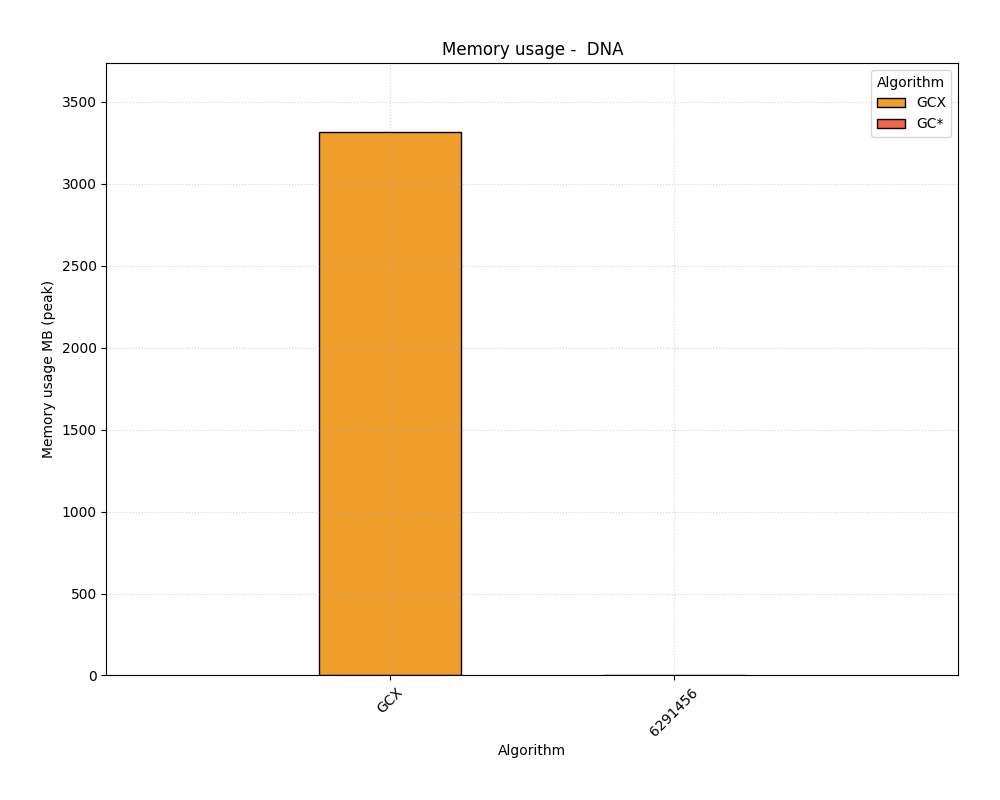 Memory usage -  DNA
Algorithm
GCX
GC*
3500
3000
2500
2000
1500
1000
500
0
Memory usage MB (peak)
GCX
6291456
Algorithm